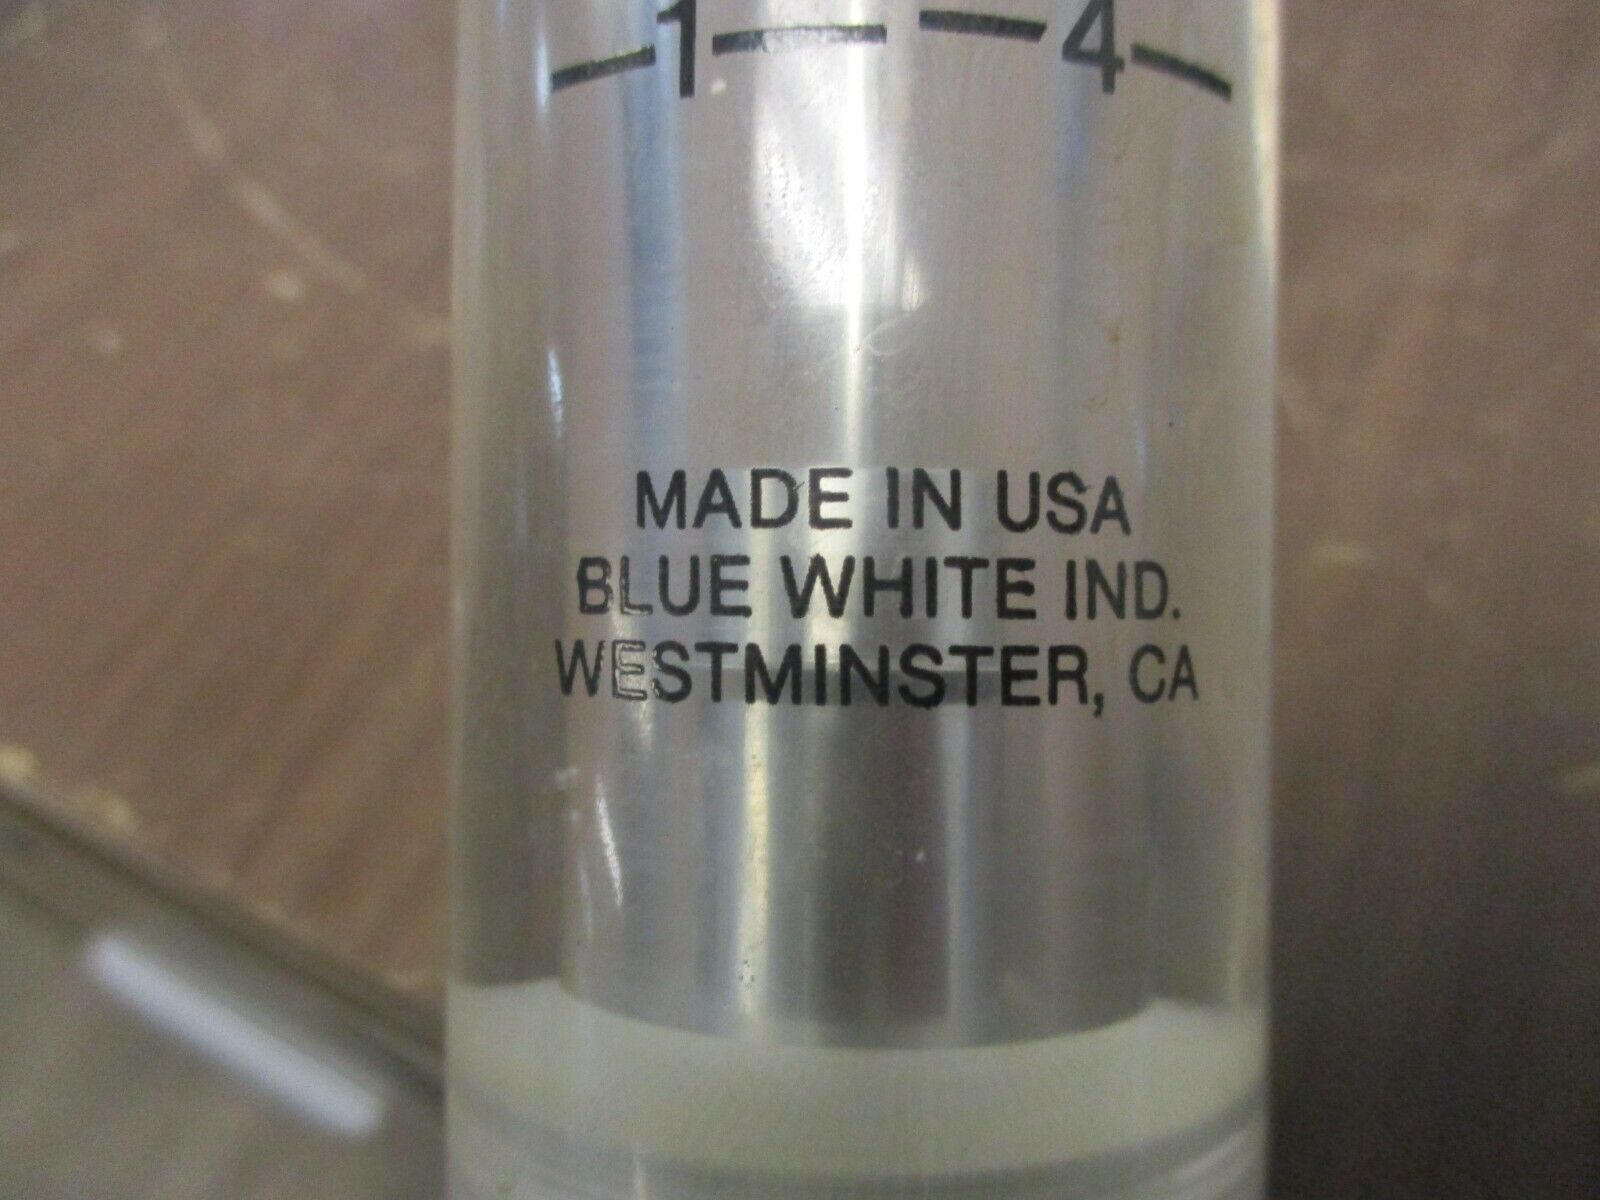 1 4
MADE IN USA
BLUE WHITE IND.
WESTMINSTER, CA